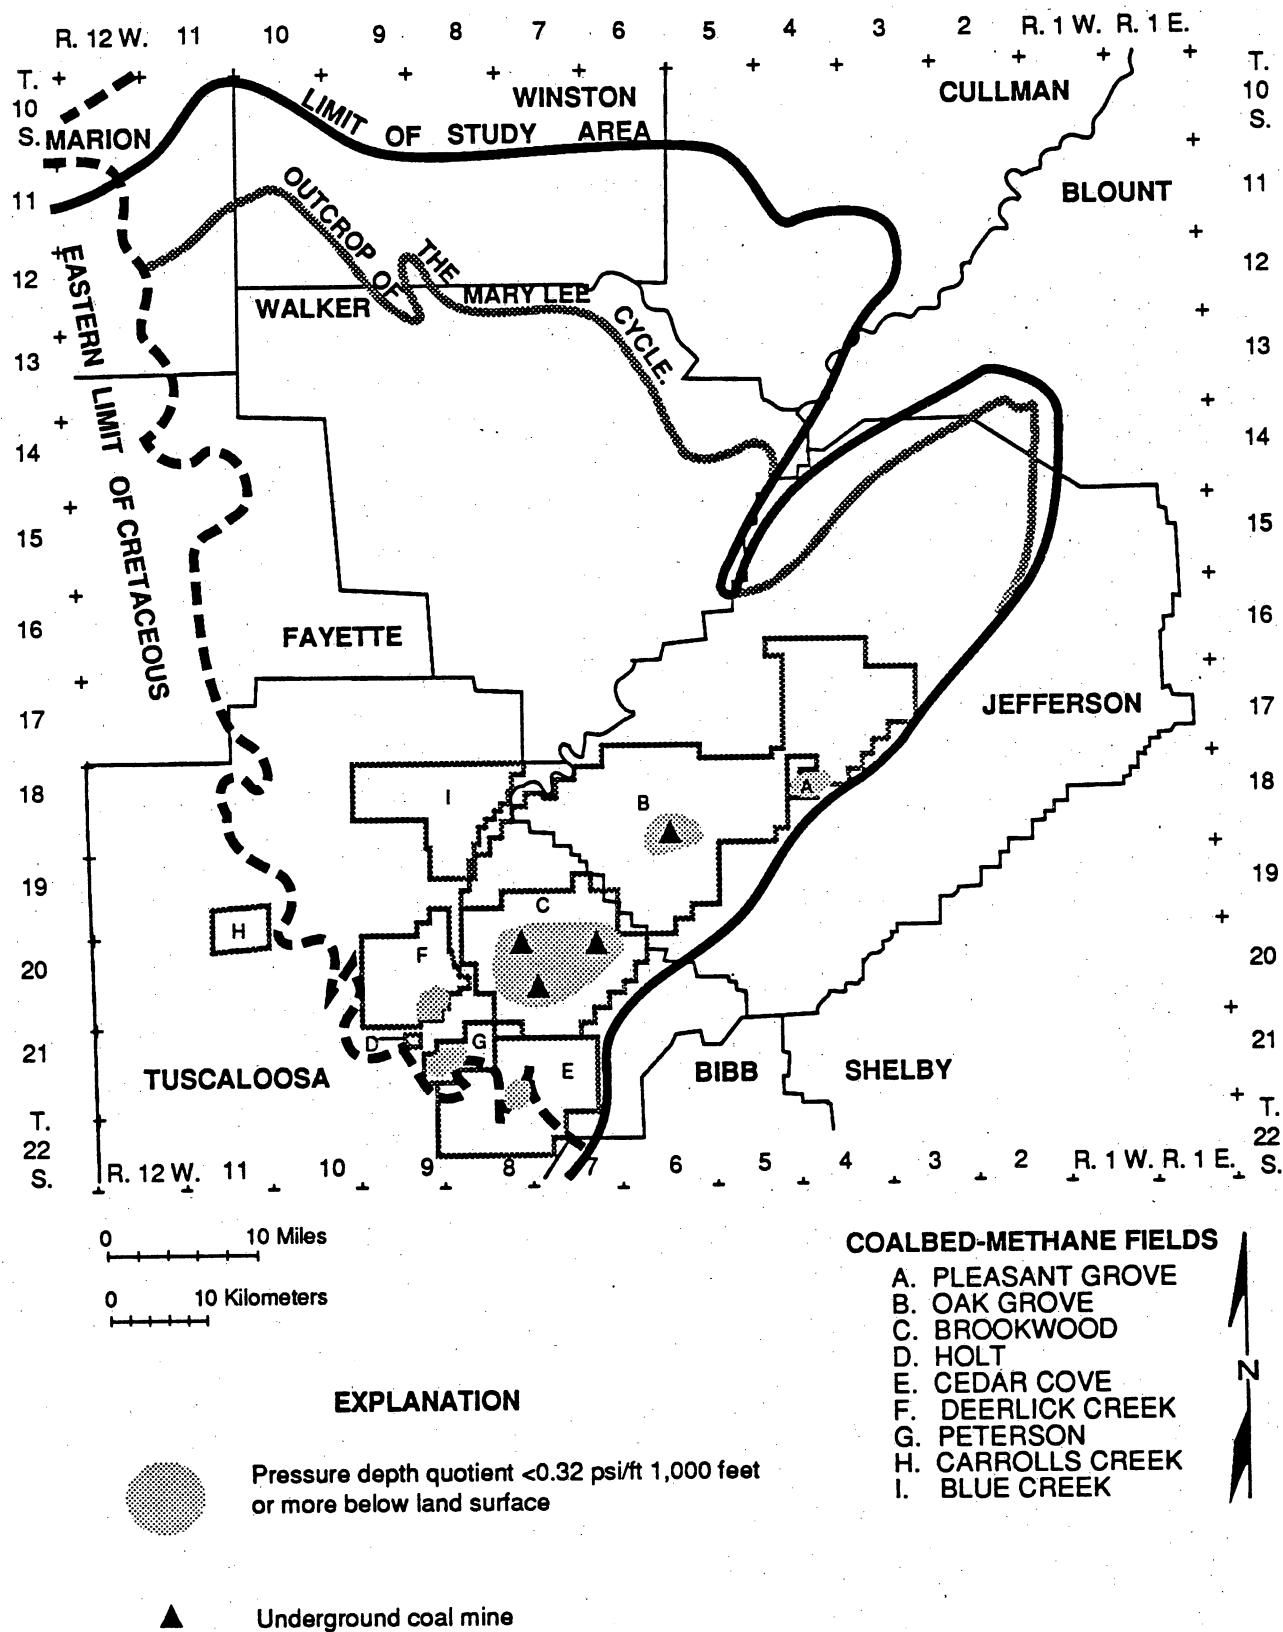 R. 12 W. 11 10 9 8 7 6 5 4 3 2 R. 1 W. R. 1 E.
T.
10
S.
T.
10
S.
WINSTON
CULLMAN
LIMIT OF STUDY AREA
MARION
11
11
BLOUNT
OUTCROP OF THE MARY LEE CYCLE.
12
12
WALKER
EASTERN LIMIT OF CRETACEOUS
13
13
14
14
15
15
16
16
FAYETTE
17
JEFFERSON
17
18
I
B
A
18
19
C
19
H
F
20
20
D
G
E
21
21
TUSCALOOSA
BIBB
SHELBY
T.
22
S.
T.
22
S.
R. 12 W. 11 10 9 8 7 6 5 4 3 2 R. 1 W. R. 1 E.
0 10 Miles
0 10 Kilometers
COALBED-METHANE FIELDS
A. PLEASANT GROVE
B. OAK GROVE
C. BROOKWOOD
D. HOLT
E. CEDAR COVE
F. DEERLICK CREEK
G. PETERSON
H. CARROLLS CREEK
I. BLUE CREEK
N
EXPLANATION
Pressure depth quotient <0.32 psi/ft 1,000 feet
or more below land surface
Underground coal mine